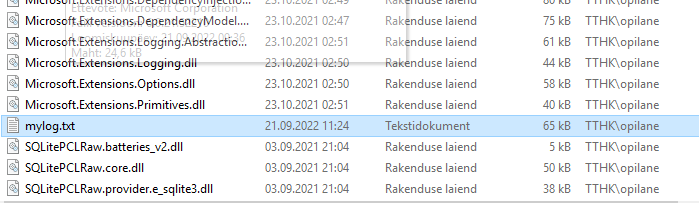 Microsoft.Extensions.DependencyInjectio... 23.10.2021 02:49 Rakenduse laiend 80 kB TTHK\opilane
Ettevõte: Microsoft Corporation
Microsoft.Extensions.DependencyModel.... 23.10.2021 02:47 Rakenduse laiend 75 kB TTHK\opilane
Loomiskuupäev: 21.09.2022 09:36
Microsoft.Extensions.Logging.Abstractio... 23.10.2021 02:51 Rakenduse laiend 61 kB TTHK\opilane
Maht: 24,6 kB
Microsoft.Extensions.Logging.dll 23.10.2021 02:50 Rakenduse laiend 44 kB TTHK\opilane
Microsoft.Extensions.Options.dll 23.10.2021 02:50 Rakenduse laiend 58 kB TTHK\opilane
Microsoft.Extensions.Primitives.dll 23.10.2021 02:51 Rakenduse laiend 40 kB TTHK\opilane
mylog.txt 21.09.2022 11:24 Tekstidokument 65 kB TTHK\opilane
SQLitePCLRaw.batteries_v2.dll 03.09.2021 21:04 Rakenduse laiend 5 kB TTHK\opilane
SQLitePCLRaw.core.dll 03.09.2021 21:04 Rakenduse laiend 50 kB TTHK\opilane
SQLitePCLRaw.provider.e_sqlite3.dll 03.09.2021 21:04 Rakenduse laiend 38 kB TTHK\opilane